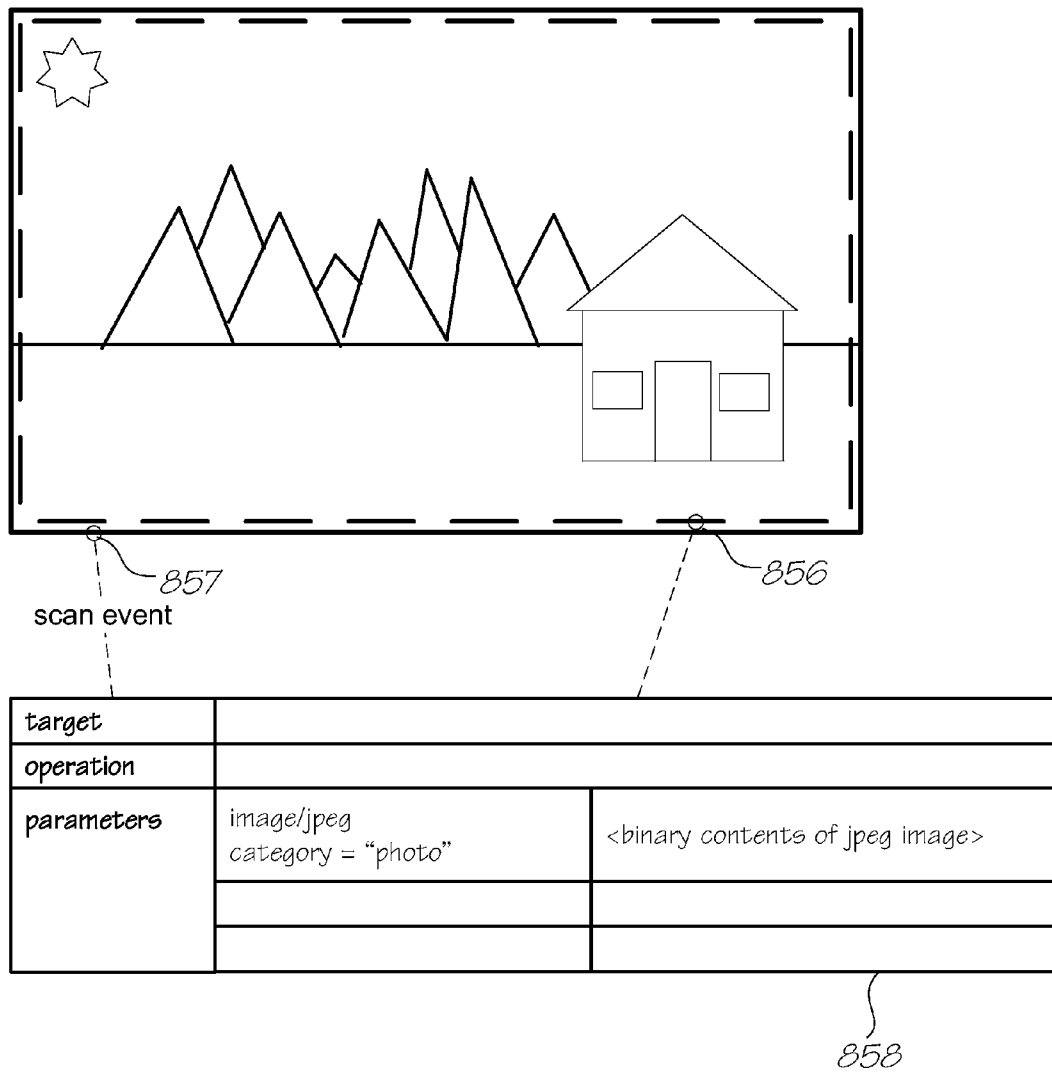 857
856
scan event
target
operation
parameters
image/jpeg
category = “photo”
<binary contents of jpeg image>
858